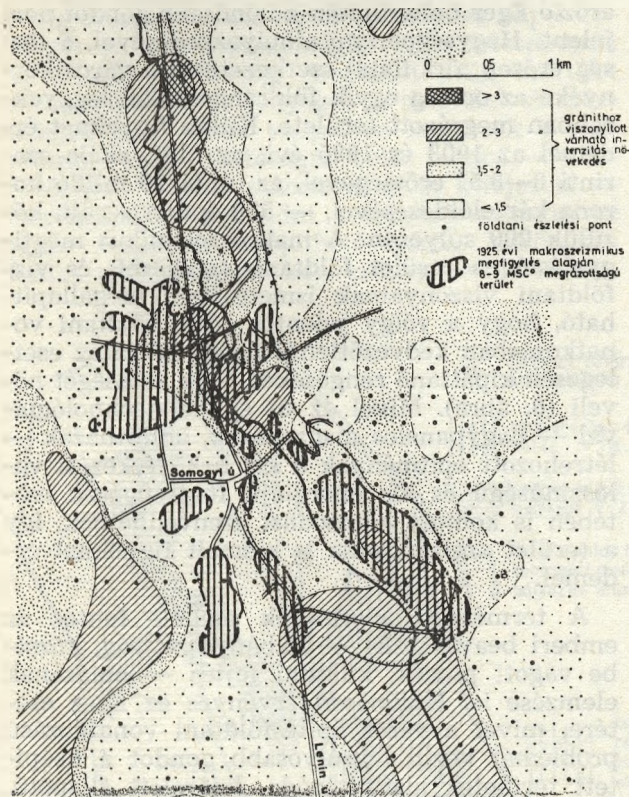 0 0,5 1 km
> 3
2-3
1,5-2
< 1,5
gránithoz
viszonyított
várható in-
tenzitás nö-
vekedés
földtani észlelési pont
1925. évi makroszeizmikus
megfigyelés alapján
8-9 MSC° megrázottságú
terület
Somogyi ú
Lenin